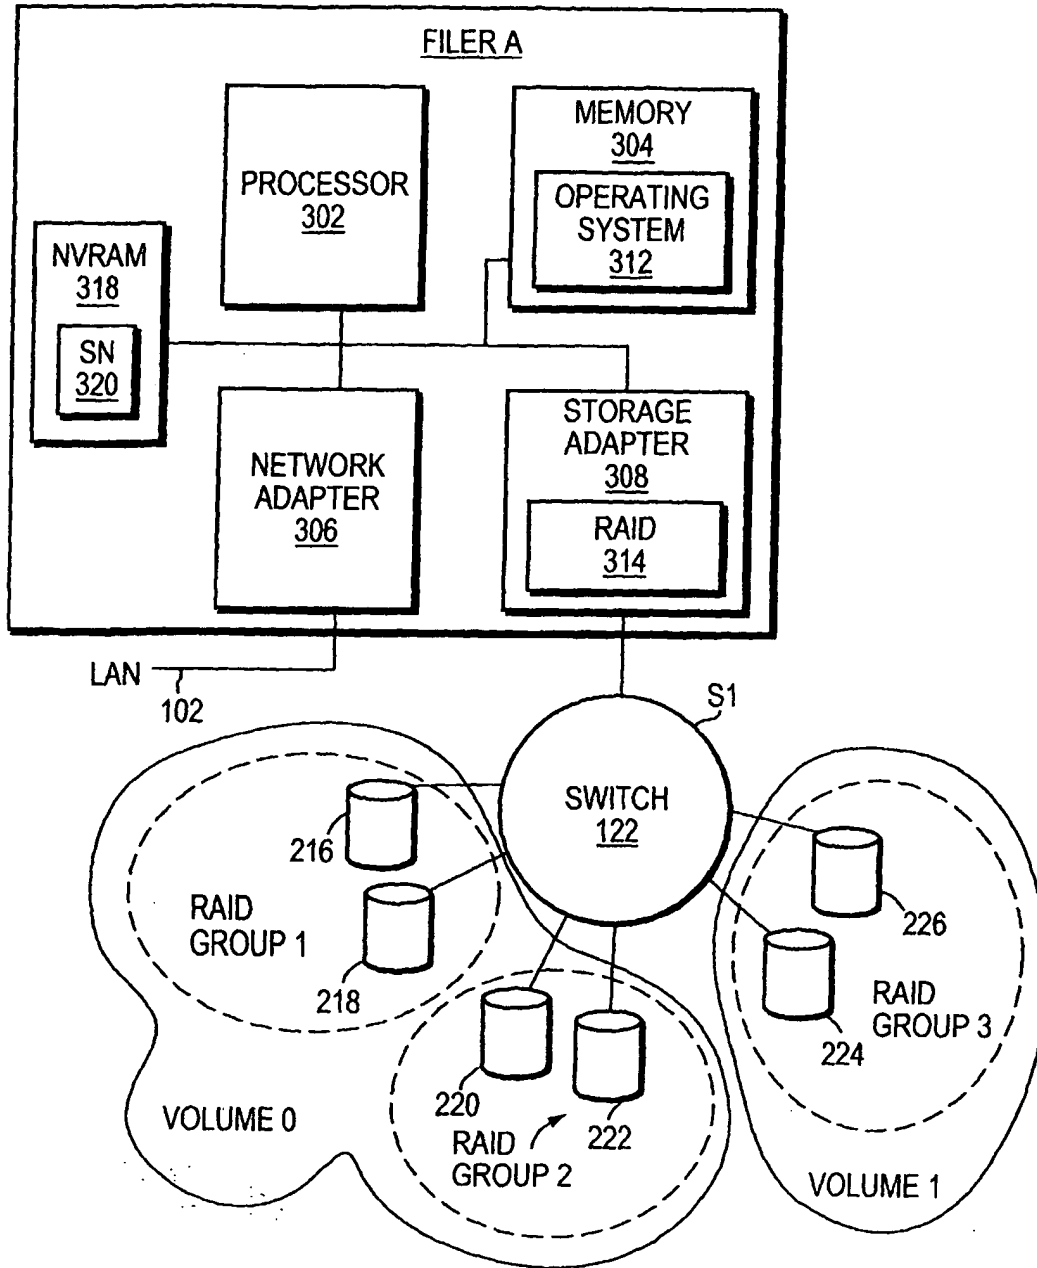 FILER A
PROCESSOR
302
MEMORY
304
OPERATING
SYSTEM
312
NVRAM
318
SN
320
NETWORK
ADAPTER
306
STORAGE
ADAPTER
308
RAID
314
LAN
102
S1
SWITCH
122
216
218
RAID
GROUP 1
220
222
RAID
GROUP 2
226
224
RAID
GROUP 3
VOLUME 0
VOLUME 1